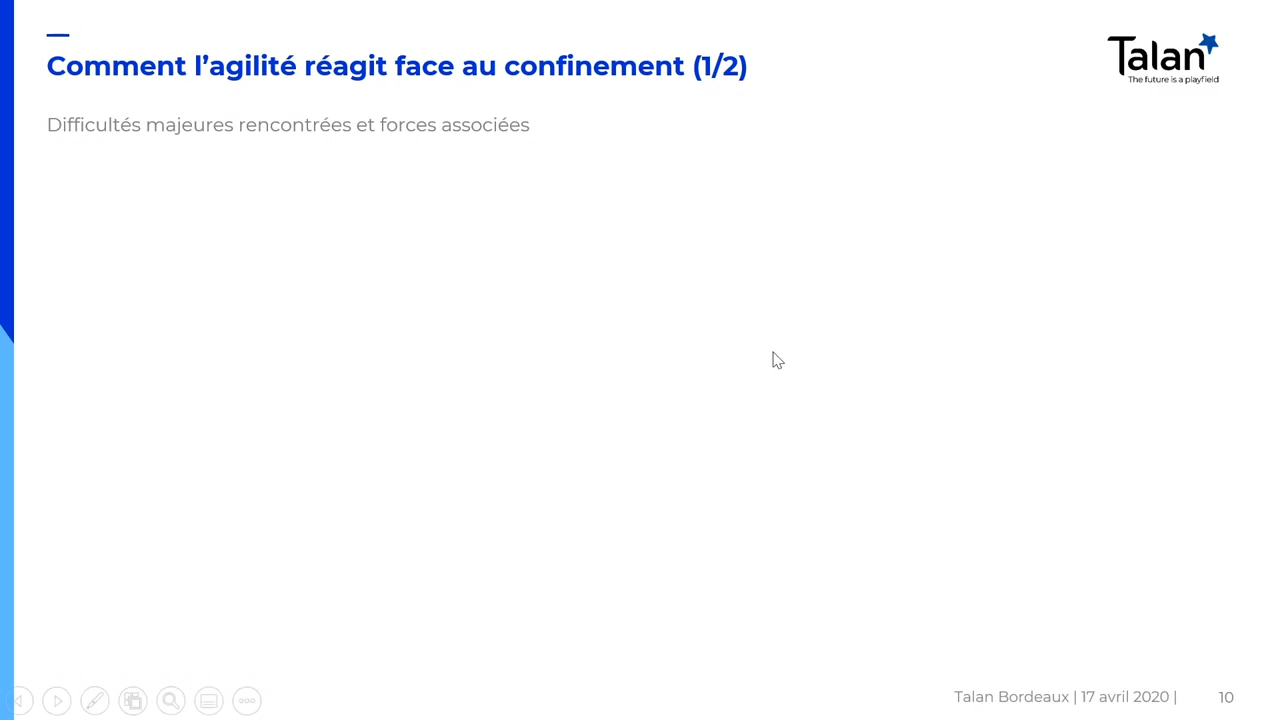 Comment l’agilité réagit face au confinement (1/2)
Talan
The future is a playfield
Difficultés majeures rencontrées et forces associées
Talan Bordeaux | 17 avril 2020 | 10